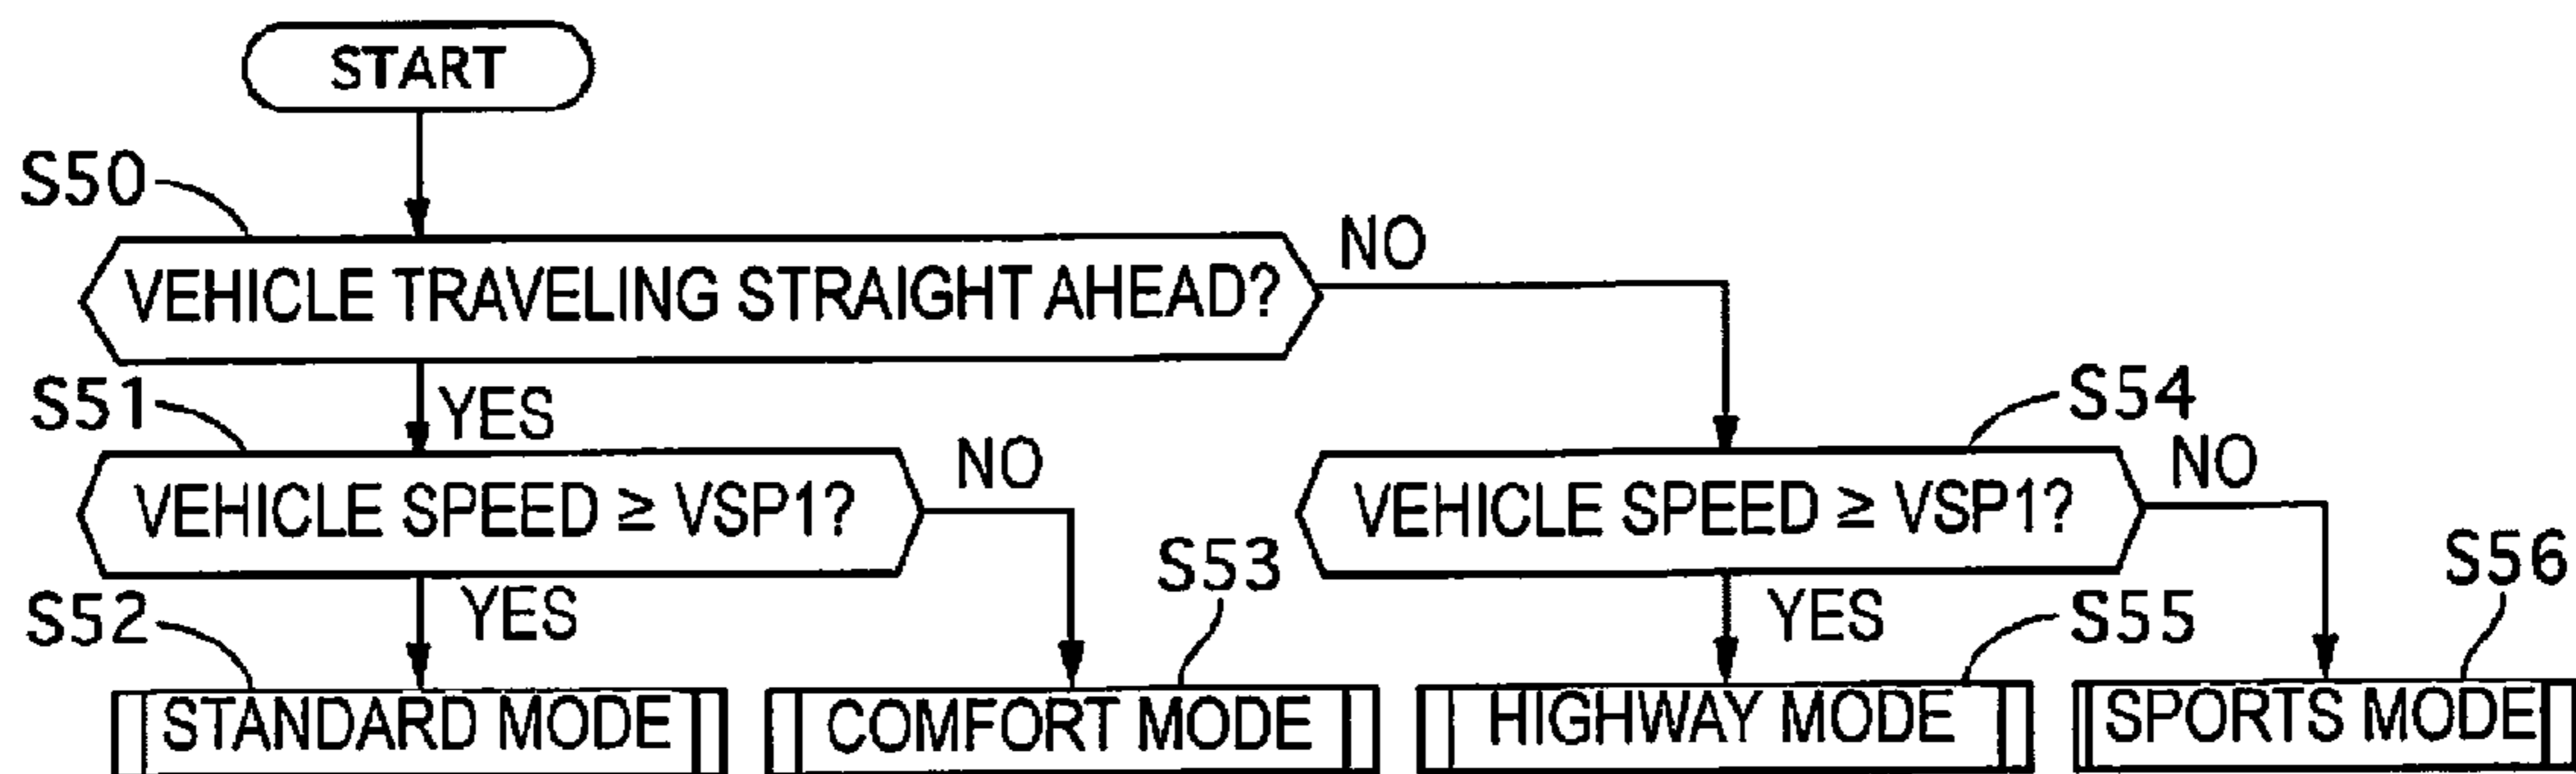 START
S50
NO
VEHICLE TRAVELING STRAIGHT AHEAD?
S51
YES
S54
NO
NO
VEHICLE SPEED ≥ VSP1?
VEHICLE SPEED ≥ VSP1?
S52
YES
S53
YES
S55
S56
STANDARD MODE
COMFORT MODE
HIGHWAY MODE
SPORTS MODE